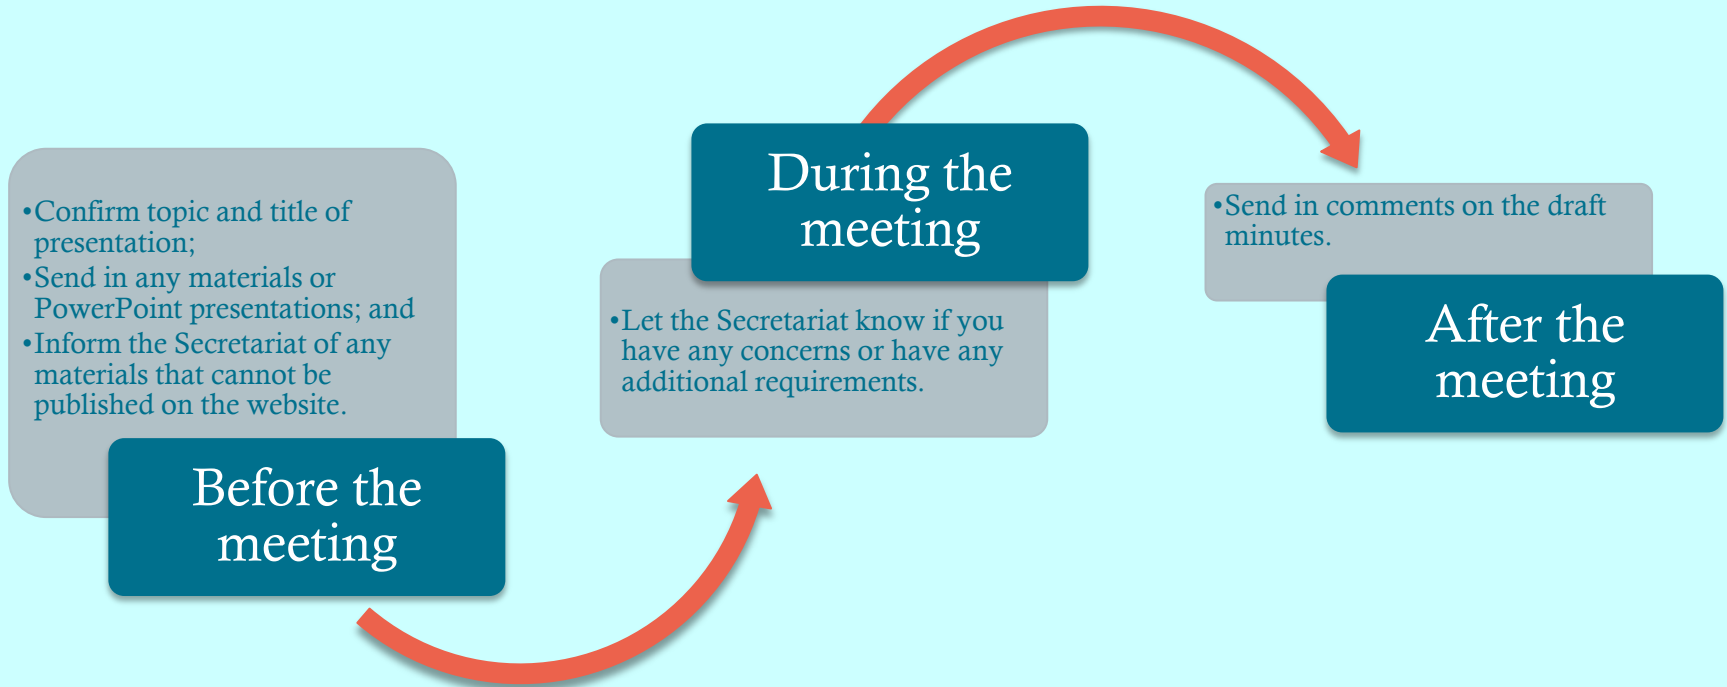 •Confirm topic and title of
presentation;
•Send in any materials or
PowerPoint presentations; and
•Inform the Secretariat of any
materials that cannot be
published on the website.
Before the
meeting
During the
meeting
•Let the Secretariat know if you
have any concerns or have any
additional requirements.
•Send in comments on the draft
minutes.
After the
meeting